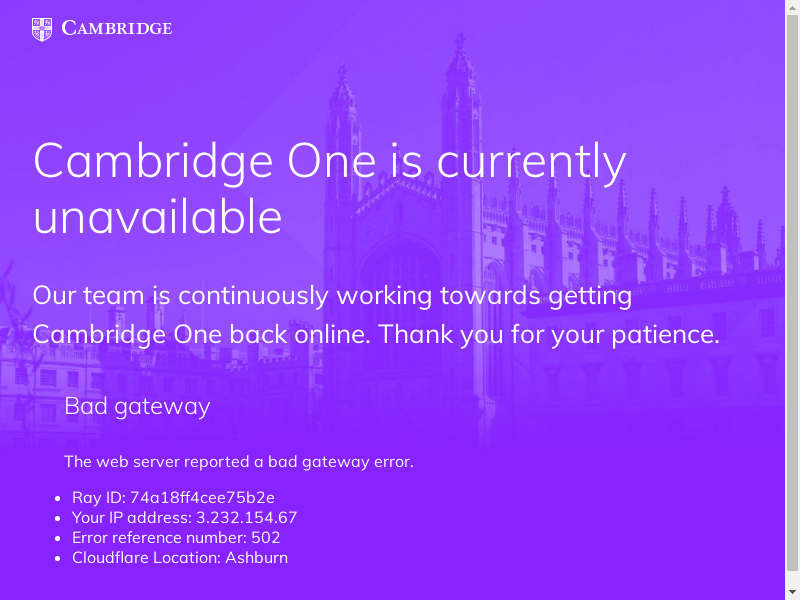 CAMBRIDGE
Cambridge One is currently
unavailable
Our team is continuously working towards getting
Cambridge One back online. Thank you for your patience.
Bad gateway
The web server reported a bad gateway error.
• Ray ID: 74a18ff4cee75b2e
• Your IP address: 3.232.154.67
• Error reference number: 502
• Cloudflare Location: Ashburn